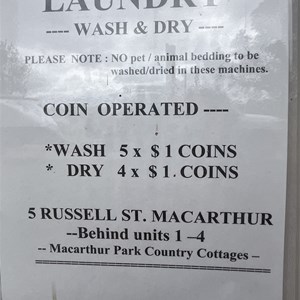 LAUNDRY
---- WASH & DRY ----
PLEASE NOTE : NO pet / animal bedding to be
washed/dried in these machines.
COIN OPERATED ----
*WASH 5 x $1 COINS
* DRY 4 x $1. COINS
5 RUSSELL ST. MACARTHUR
--Behind units 1 –4
-- Macarthur Park Country Cottages –